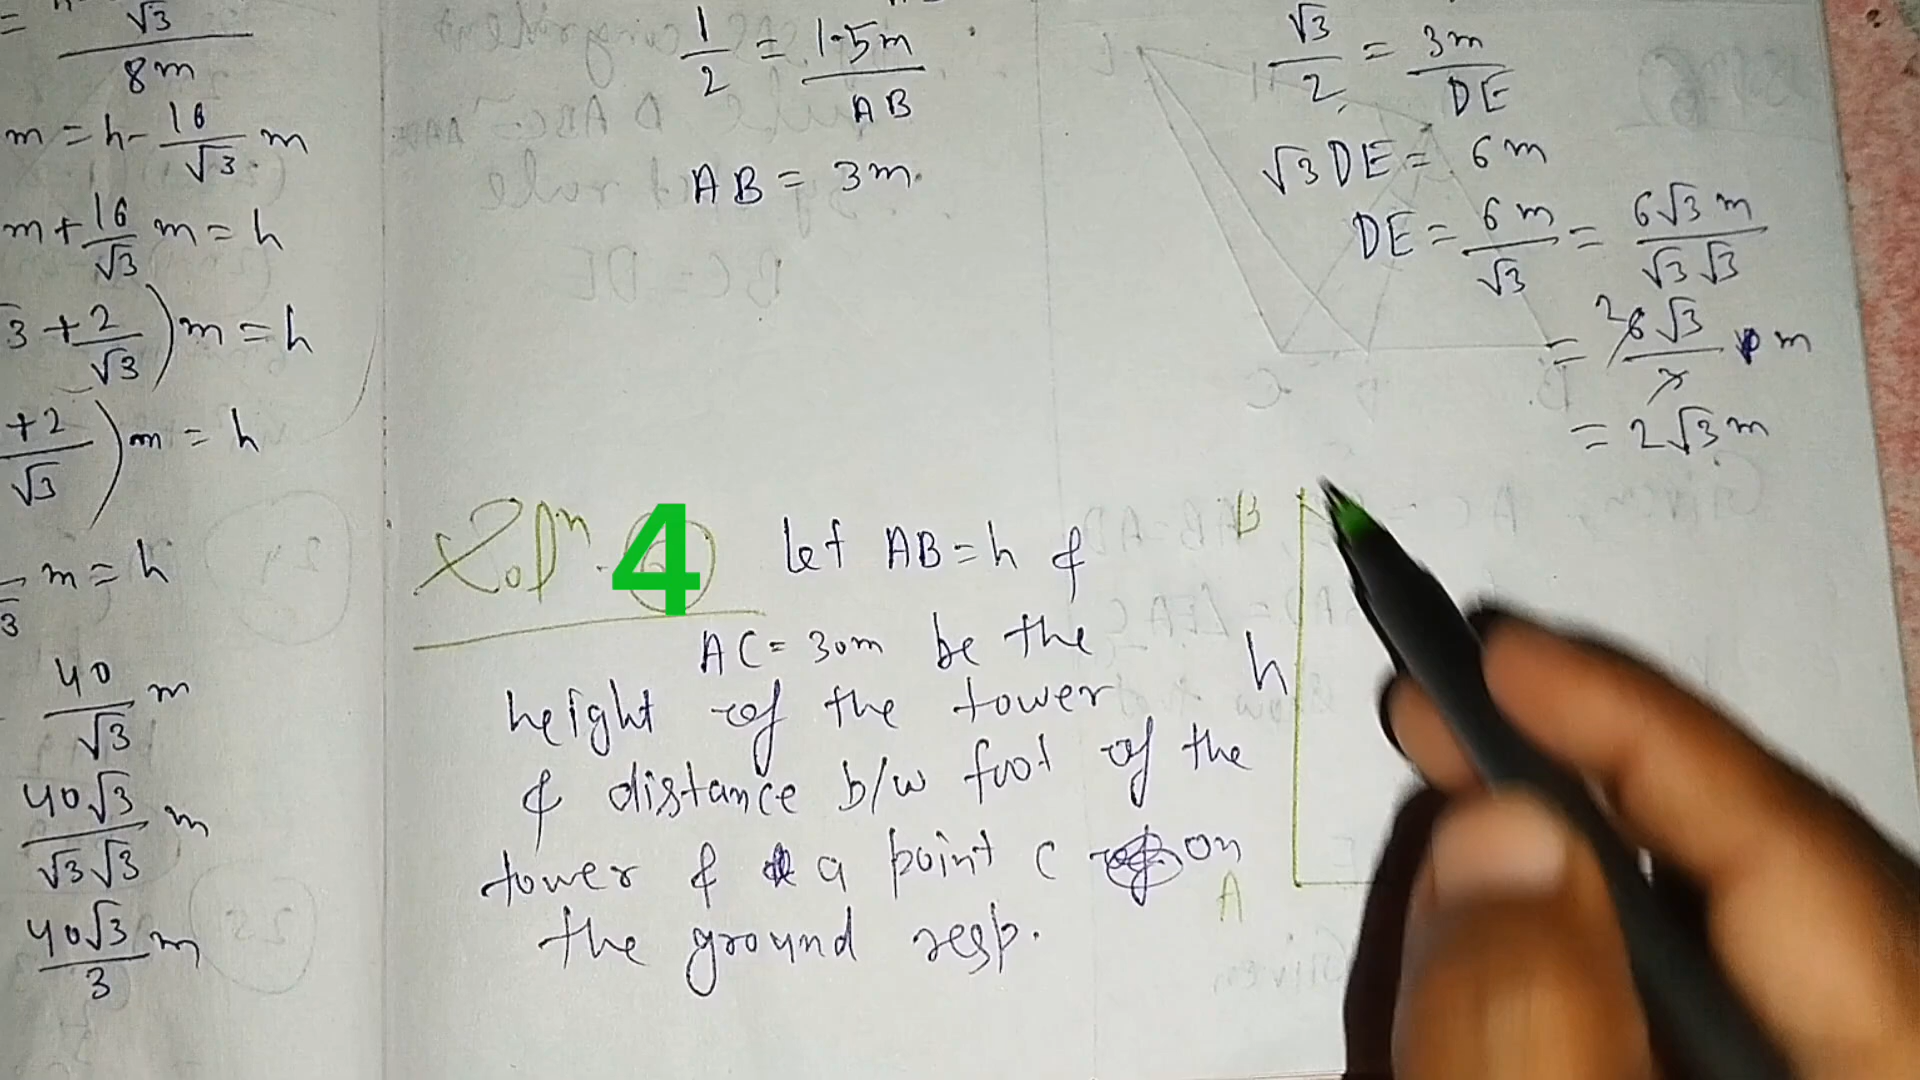 = √3
8m
m = h - 16/√3 m
m + 16/√3 m = h
3 + 2/√3 ) m = h
+2/√3 ) m = h
m = h
3
40/√3 m
40√3/√3√3 m
40√3/3 m
1/2 = 1.5m/AB
AB = 3m.
√3/2 = 3m/DE
√3 DE = 6m
DE = 6m/√3 = 6√3 m/√3 √3
= 2 6√3 m
= 2√3 m
Solⁿ. 4 let AB = h &
AC = 30m be the
height of the tower
& distance b/w foot of the
tower & a point C on
the ground resp.
B
h
A